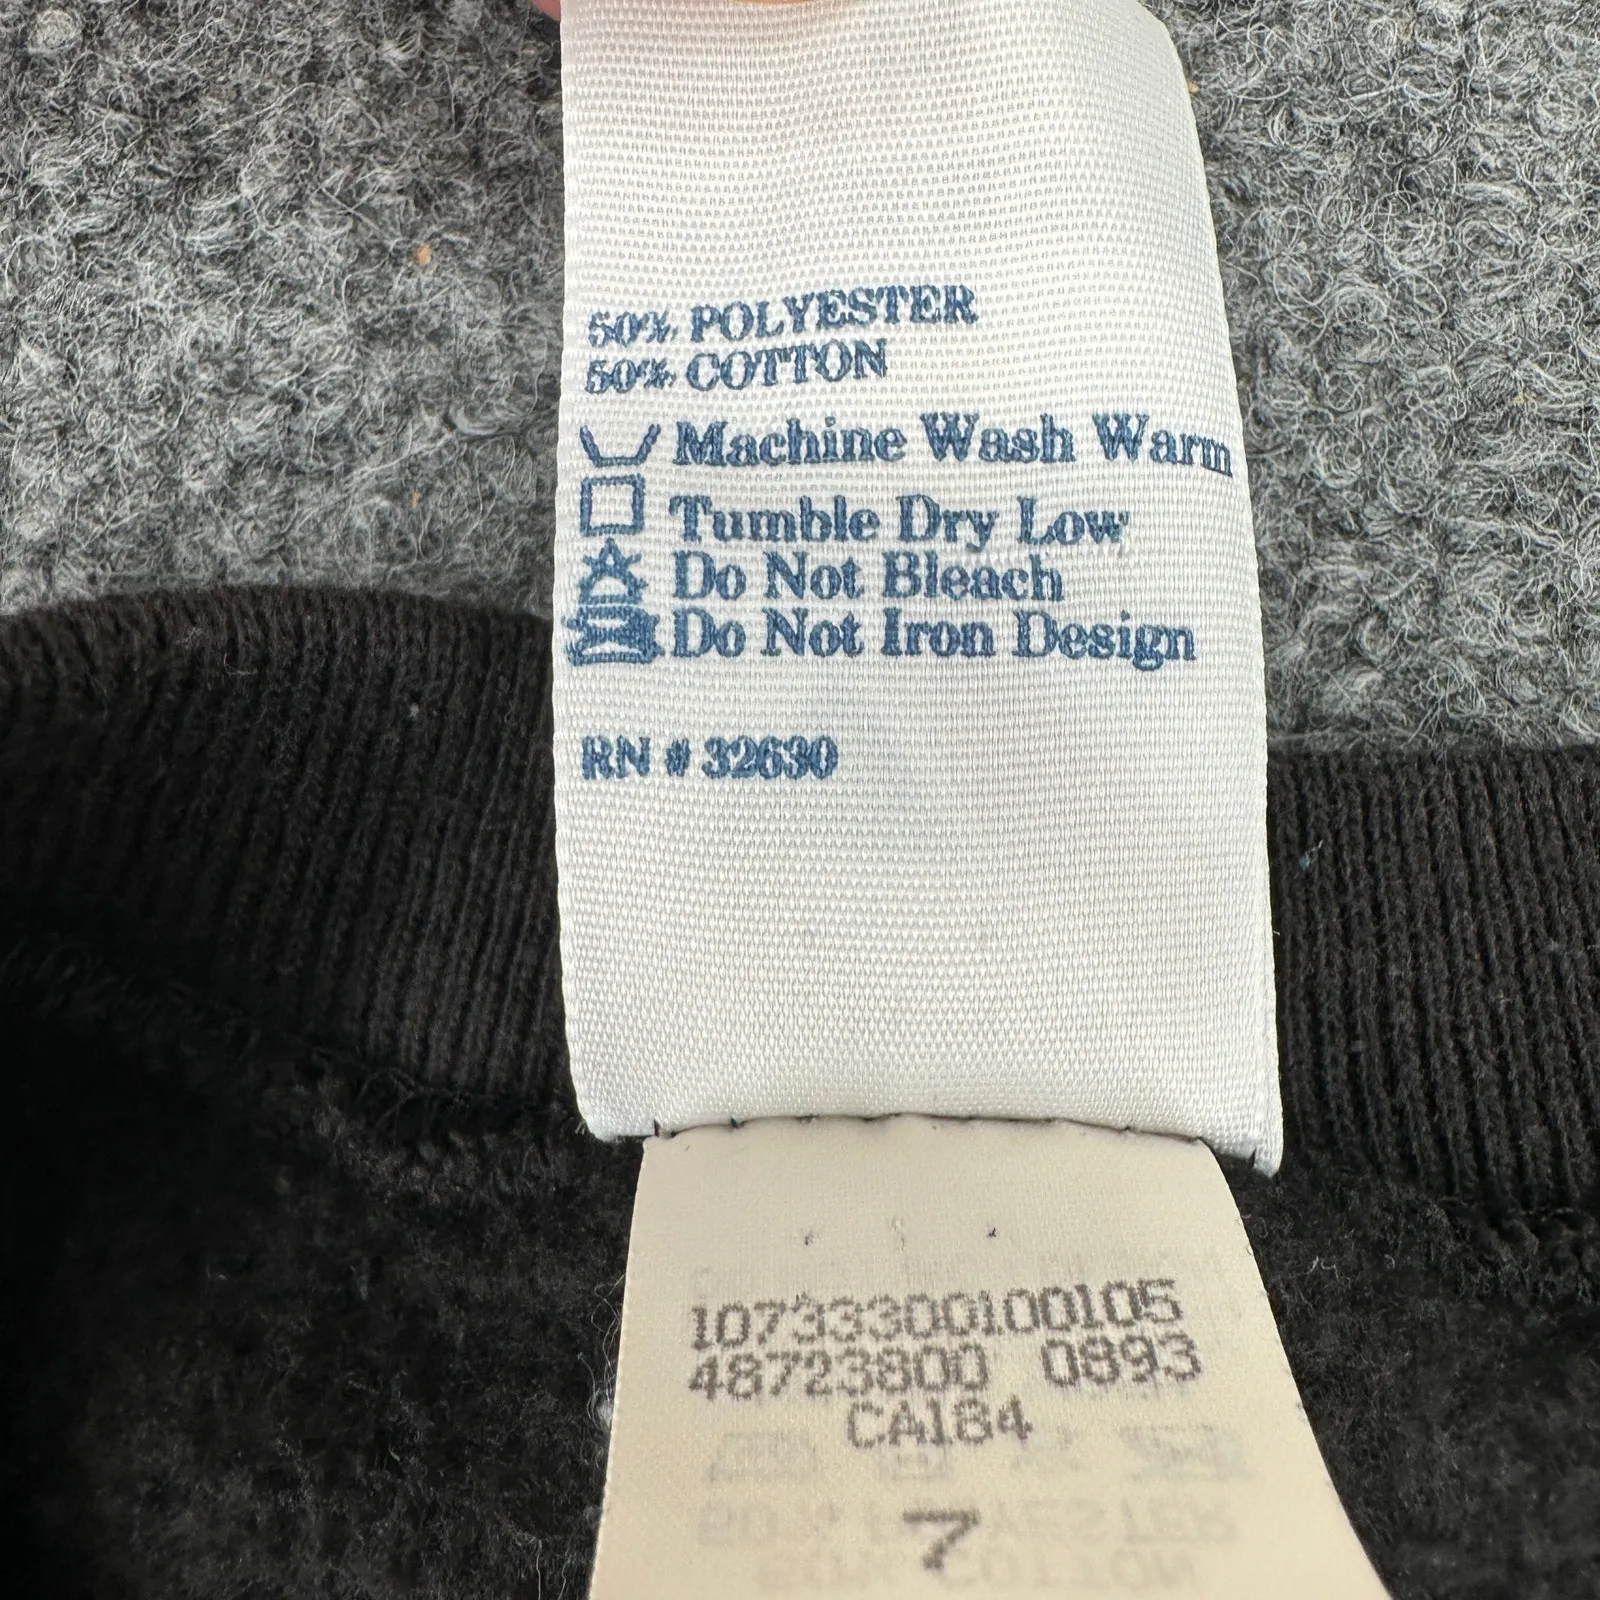 50% POLYESTER
50% COTTON
Machine Wash Warm
Tumble Dry Low
Do Not Bleach
Do Not Iron Design
RN # 32630
10733300100105
48723800 0893
CA184
7